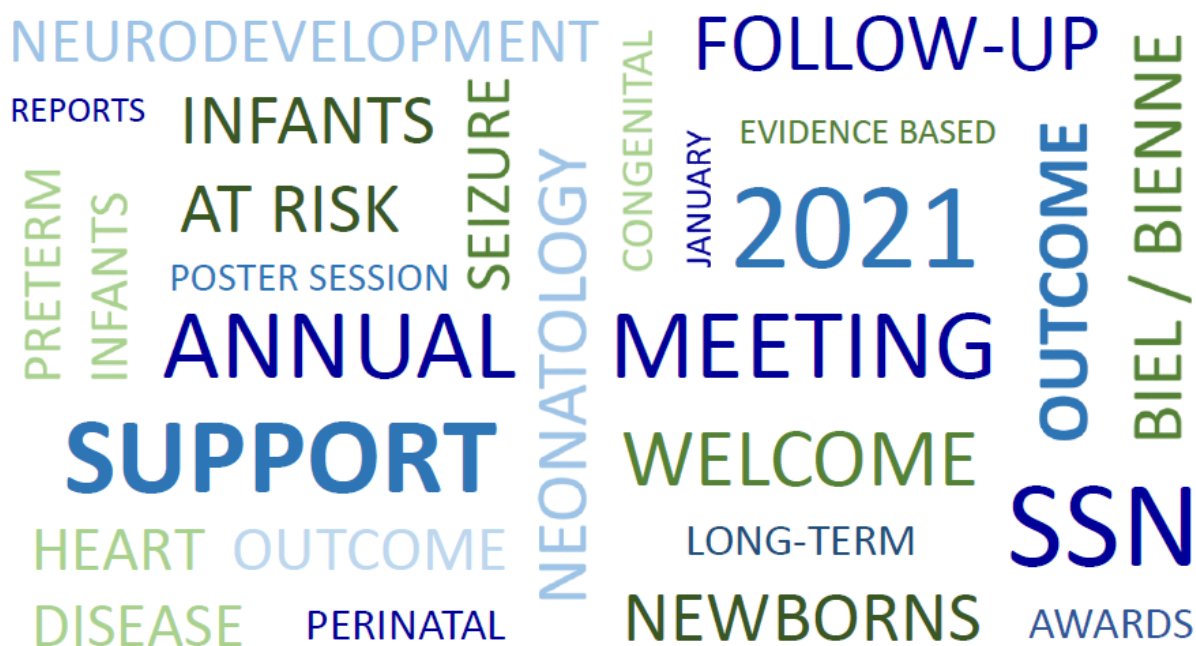 NEURODEVELOPMENT
FOLLOW-UP
REPORTS
INFANTS
AT RISK
SEIZURE
CONGENITAL
JANUARY
EVIDENCE BASED
2021
OUTCOME
BIEL / BIENNE
PRETERM
INFANTS
POSTER SESSION
NEONATOLOGY
ANNUAL
MEETING
SUPPORT
WELCOME
SSN
HEART
DISEASE
OUTCOME
LONG-TERM
PERINATAL
NEWBORNS
AWARDS